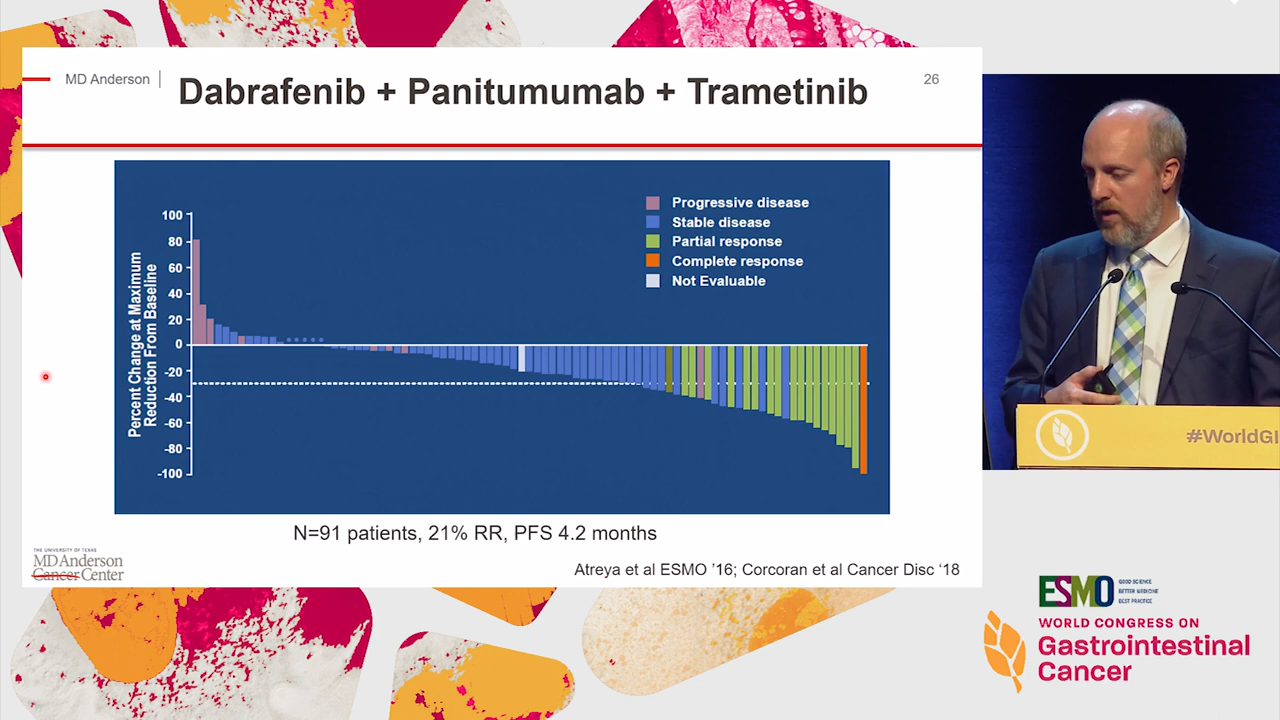 MD Anderson
Dabrafenib + Panitumumab + Trametinib
26
Percent Change at Maximum
Reduction From Baseline
100
80
60
40
20
0
-20
-40
-60
-80
-100
Progressive disease
Stable disease
Partial response
Complete response
Not Evaluable
N=91 patients, 21% RR, PFS 4.2 months
Atreya et al ESMO ’16; Corcoran et al Cancer Disc ‘18
THE UNIVERSITY OF TEXAS
MD Anderson
Cancer Center
#WorldGI
ESMO
GOOD SCIENCE
BETTER MEDICINE
BEST PRACTICE
WORLD CONGRESS ON
Gastrointestinal
Cancer